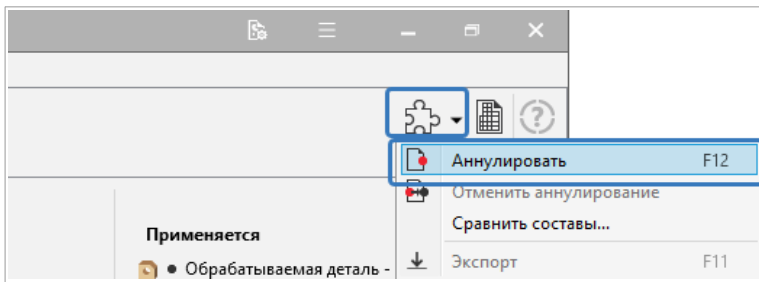 Аннулировать F12
Отменить аннулирование
Сравнить составы...
Экспорт F11
Применяется
Обрабатываемая деталь -